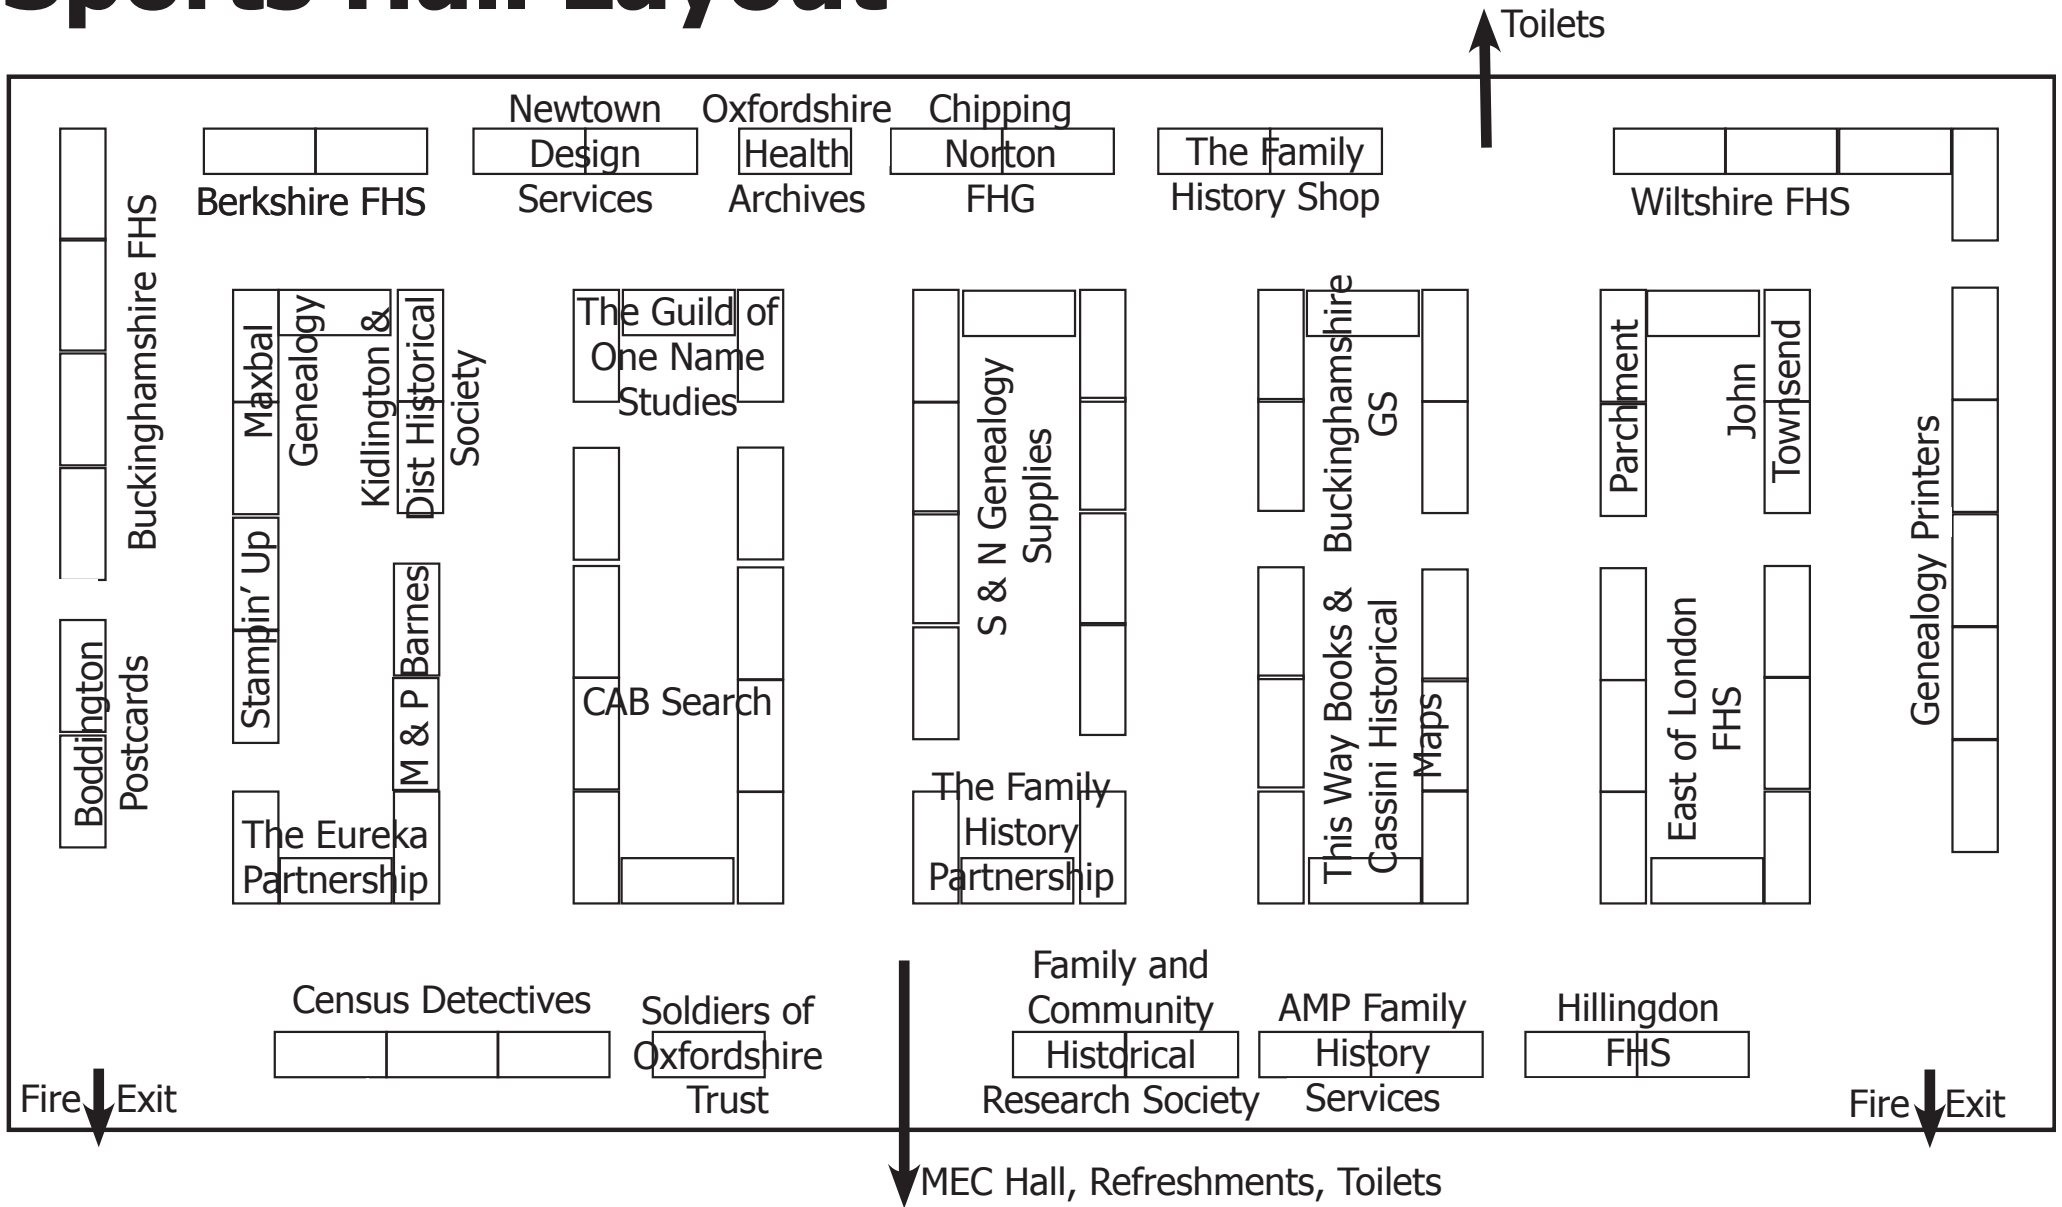 Sports Hall Layout
Toilets
Newtown
Design
Services
Oxfordshire
Health
Archives
Chipping
Norton
FHG
The Family
History Shop
Berkshire FHS
Wiltshire FHS
Buckinghamshire FHS
Boddington
Postcards
Maxbal
Genealogy
Kidlington &
Dist Historical
Society
Stampin’ Up
M & P Barnes
The Eureka
Partnership
The Guild of
One Name
Studies
CAB Search
S & N Genealogy
Supplies
The Family
History
Partnership
Buckinghamshire
GS
This Way Books &
Cassini Historical
Maps
Parchment
John
Townsend
East of London
FHS
Genealogy Printers
Census Detectives
Soldiers of
Oxfordshire
Trust
Family and
Community
Historical
Research Society
AMP Family
History
Services
Hillingdon
FHS
Fire Exit
Fire Exit
MEC Hall, Refreshments, Toilets